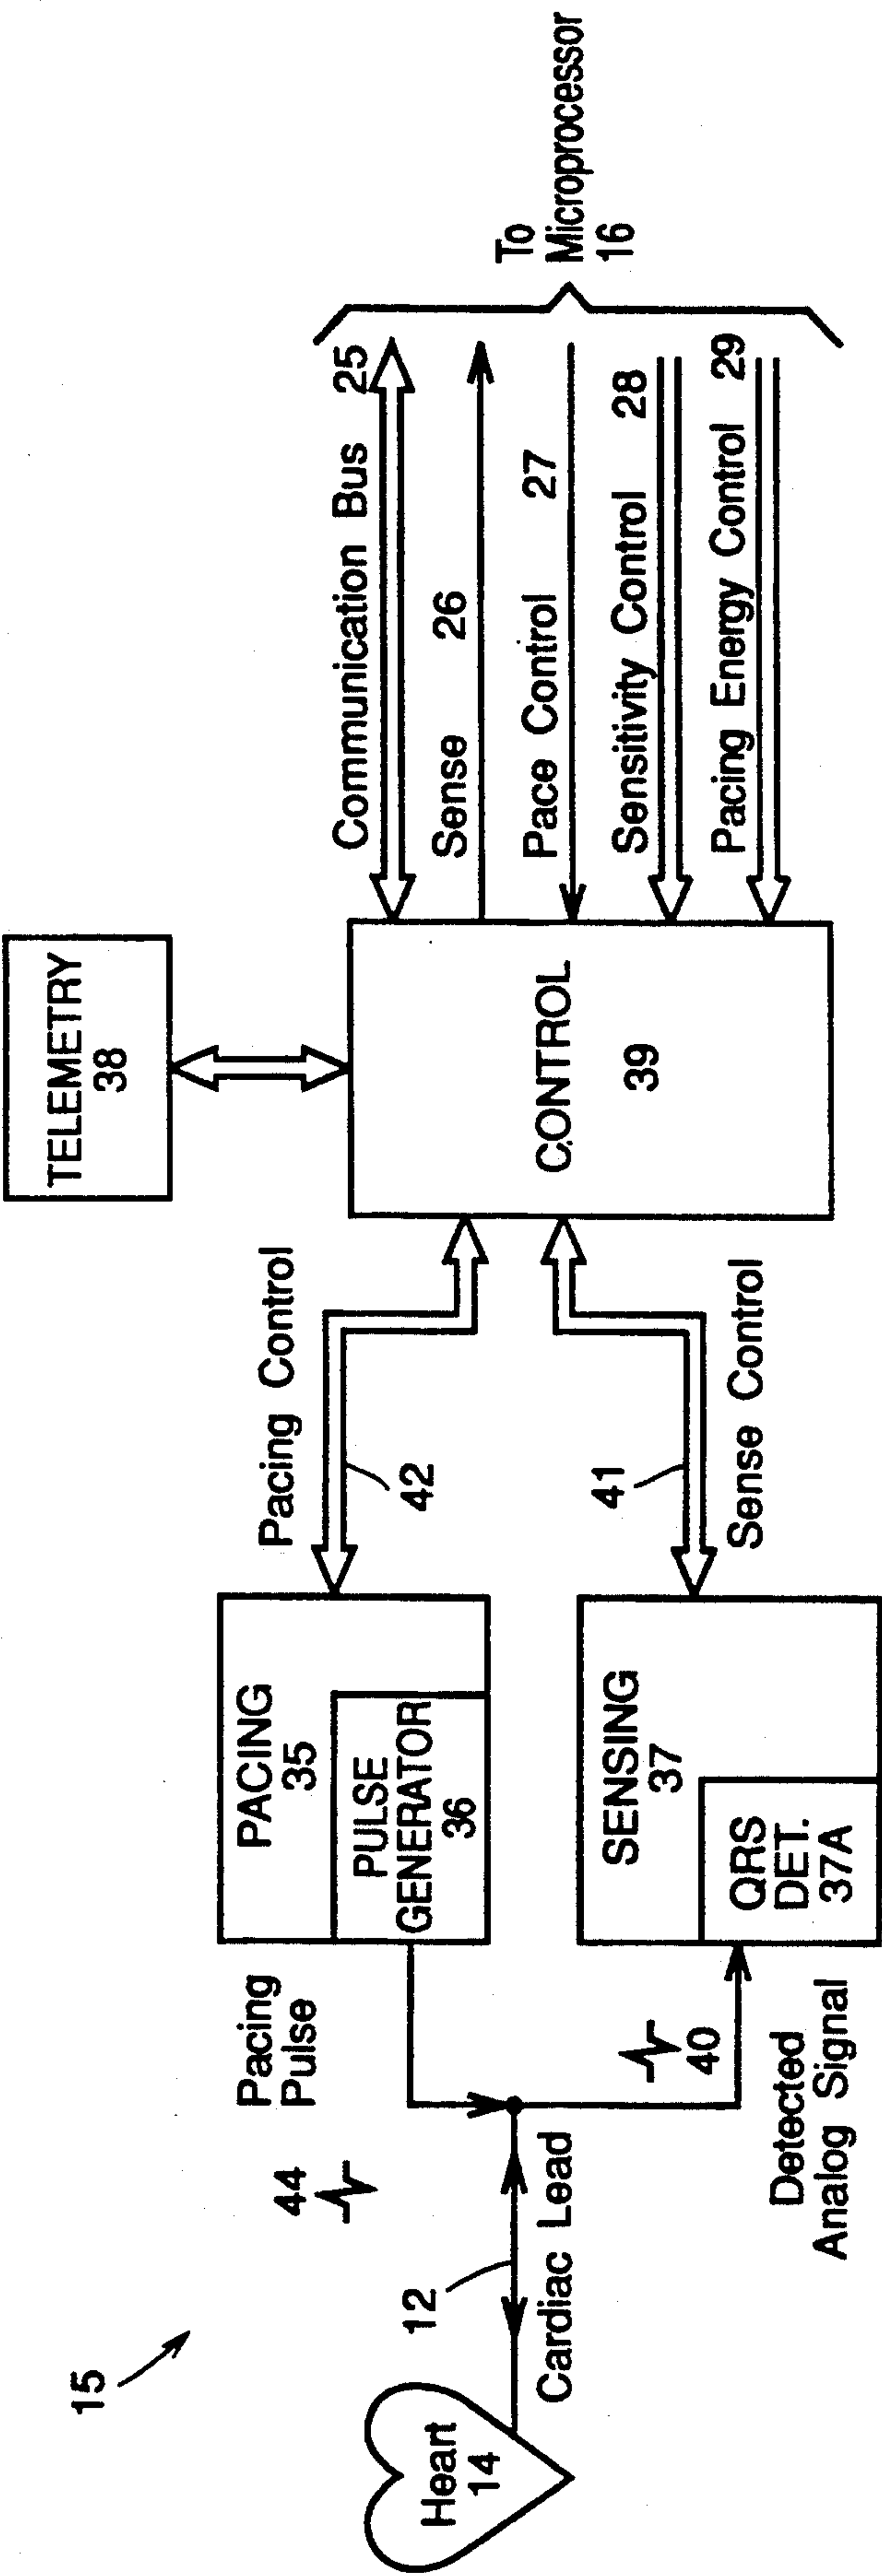 15
Heart
14
12
Cardiac Lead
44
Pacing
Pulse
40
Detected
Analog Signal
PACING
35
PULSE
GENERATOR
36
SENSING
37
QRS
DET.
37A
Pacing Control
42
41
Sense Control
TELEMETRY
38
CONTROL
39
Communication Bus 25
Sense 26
Pace Control 27
Sensitivity Control 28
Pacing Energy Control 29
To
Microprocessor
16